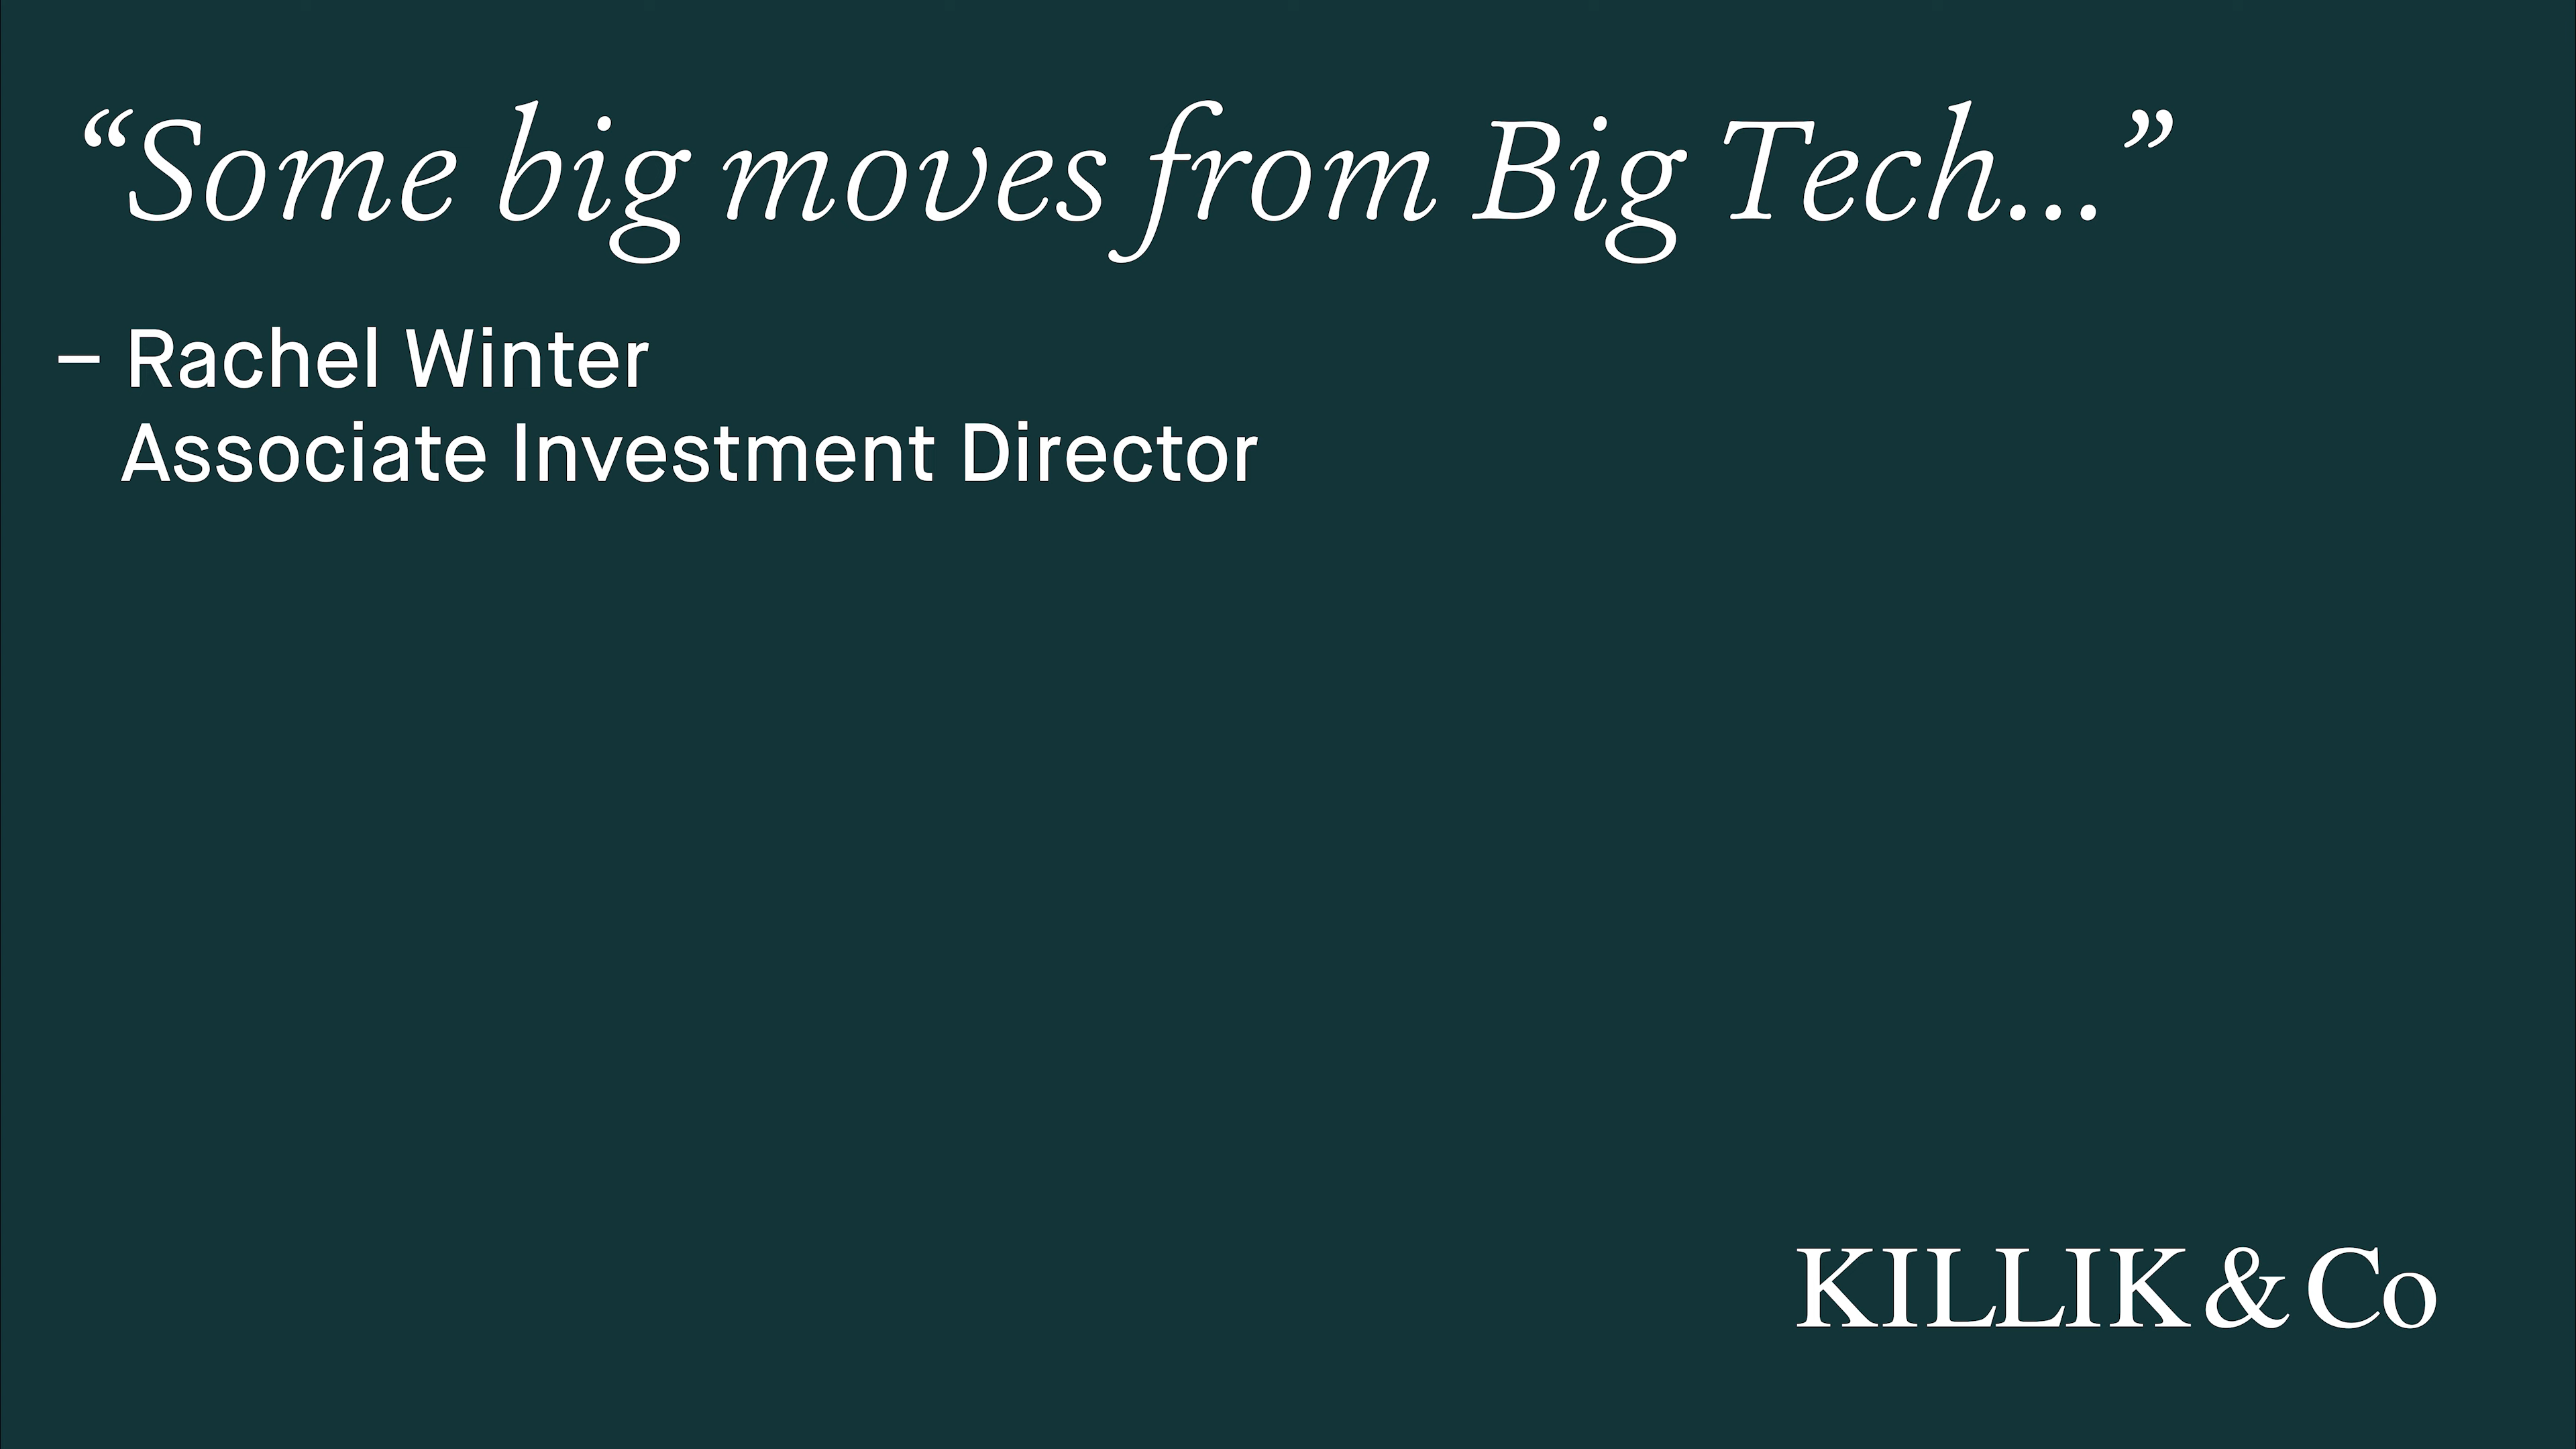 “Some big moves from Big Tech...”
– Rachel Winter
Associate Investment Director
KILLIK & Co